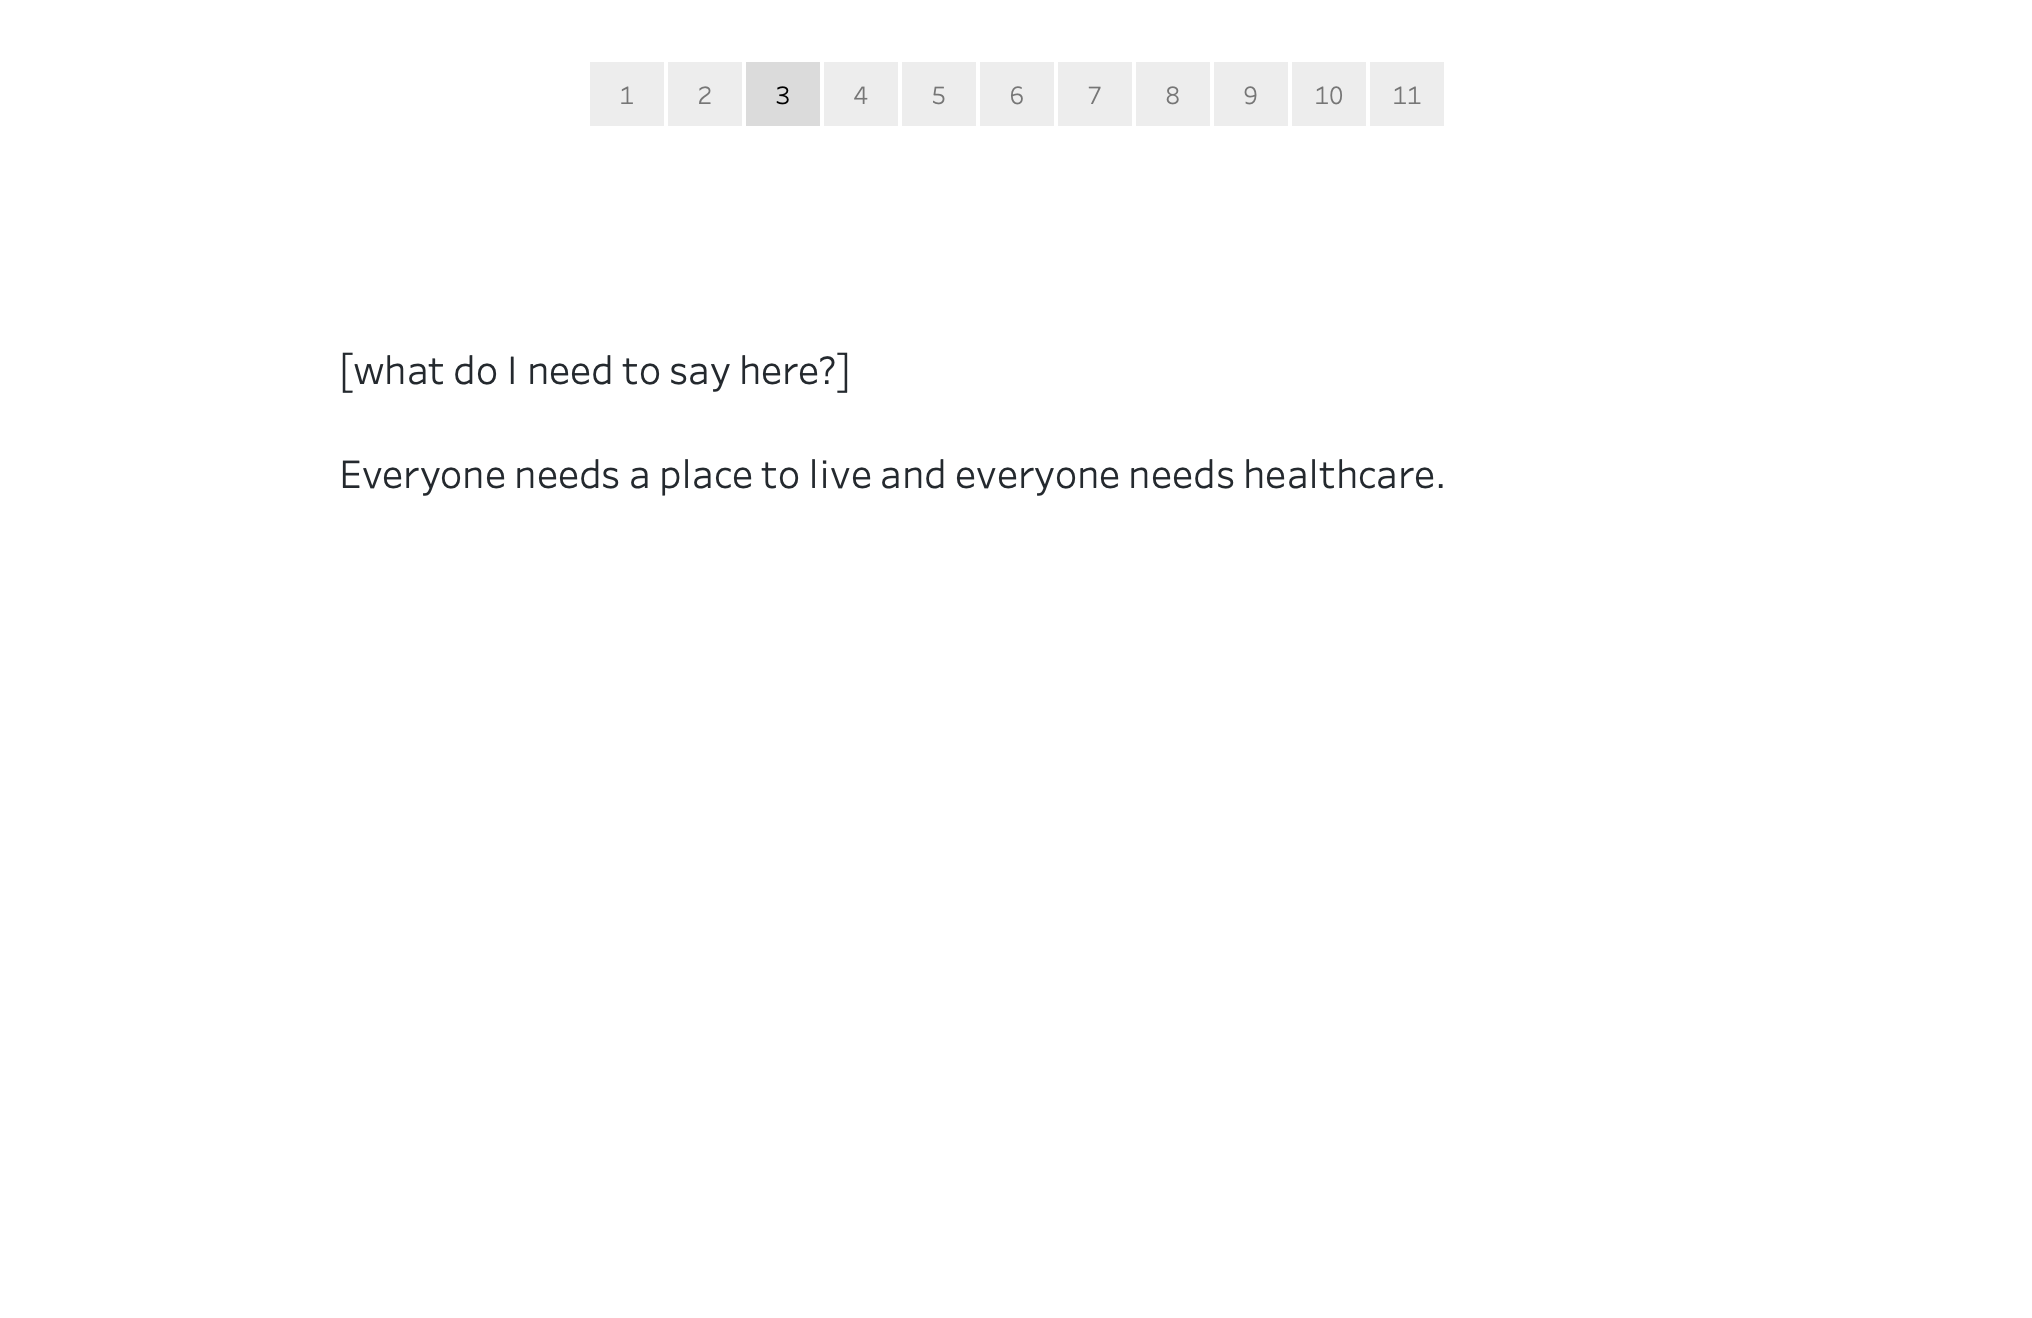 1 2 3 4 5 6 7 8 9 10 11
[what do I need to say here?]
Everyone needs a place to live and everyone needs healthcare.